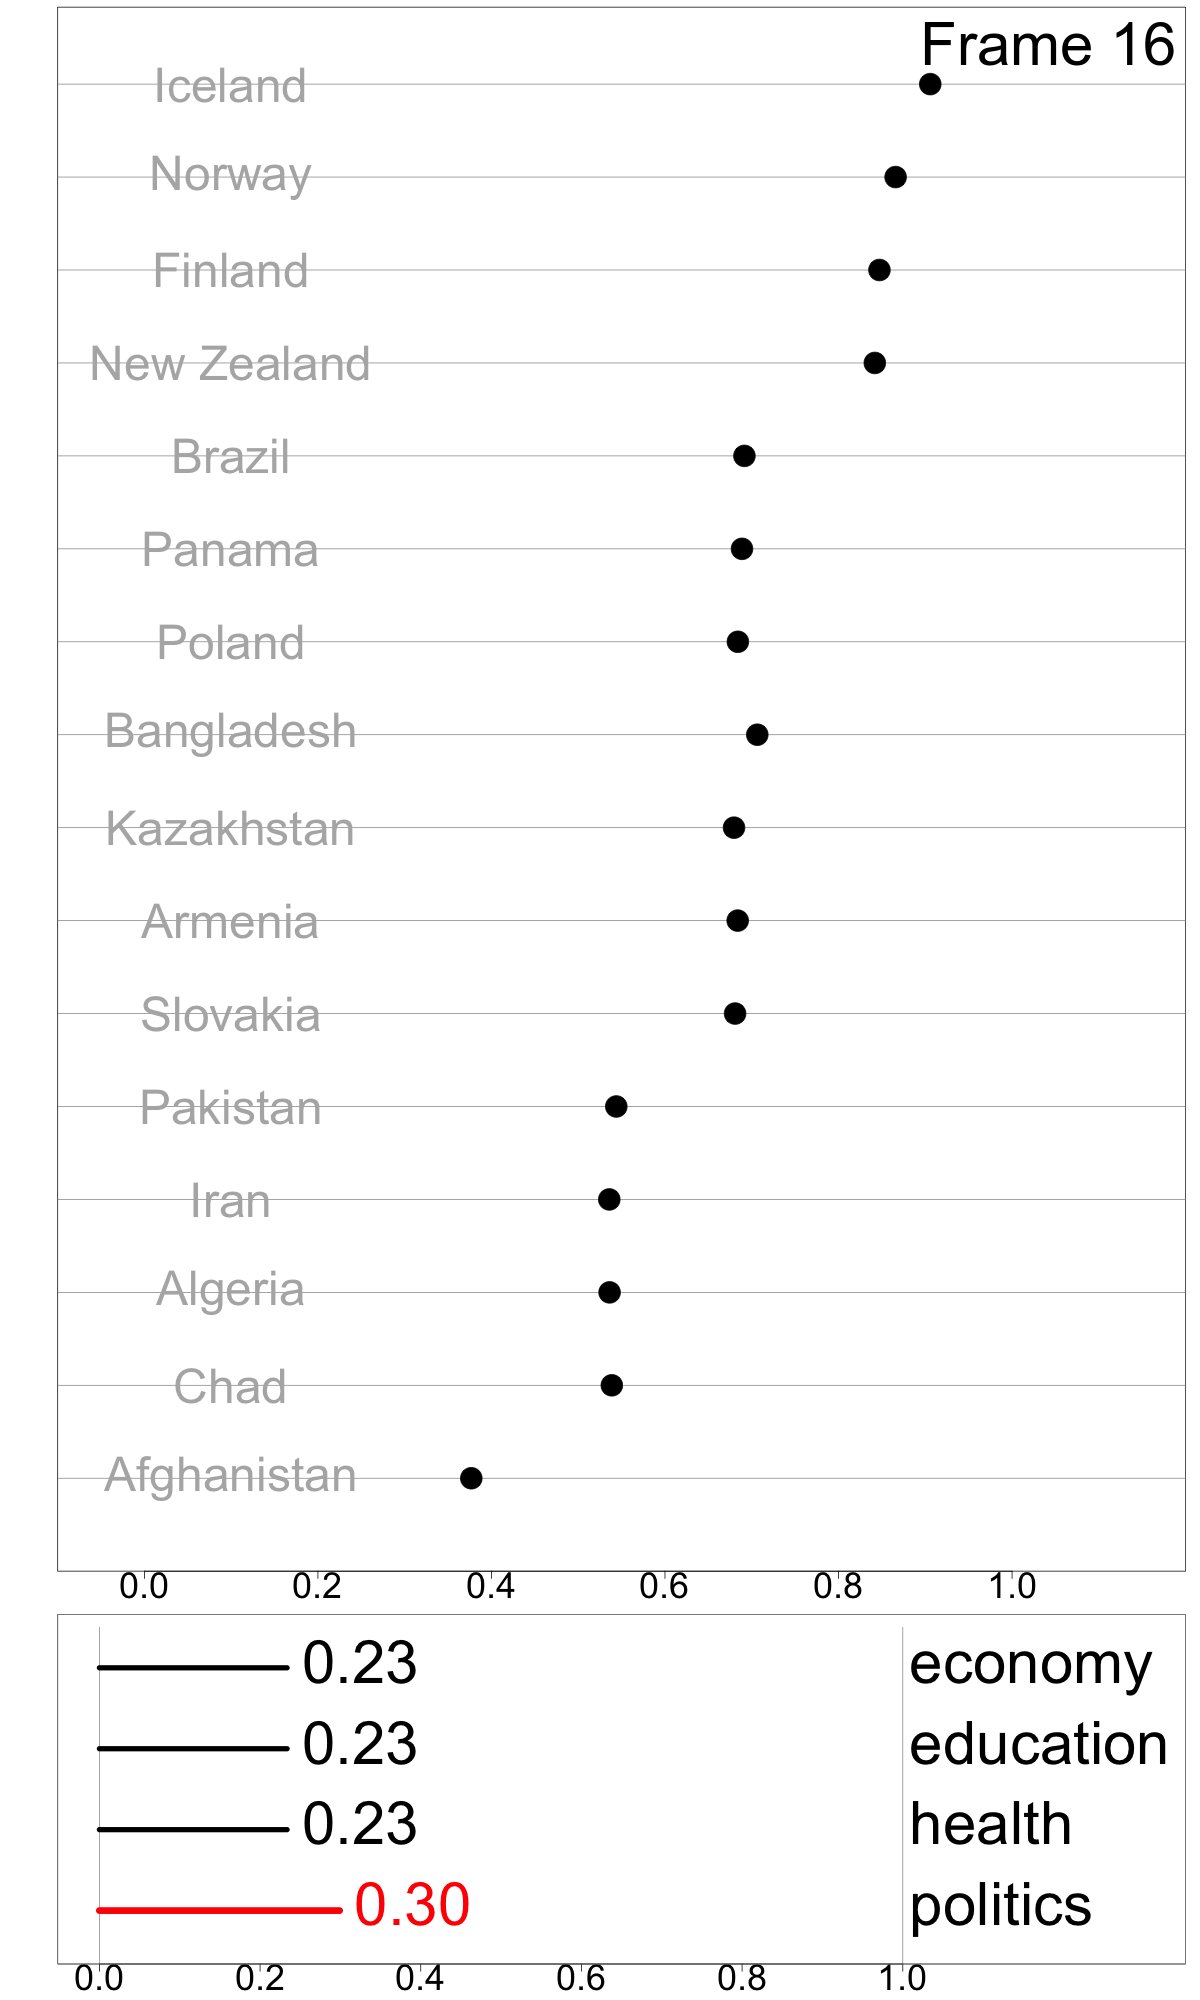 Frame 16
Iceland
Norway
Finland
New Zealand
Brazil
Panama
Poland
Bangladesh
Kazakhstan
Armenia
Slovakia
Pakistan
Iran
Algeria
Chad
Afghanistan
0.0 0.2 0.4 0.6 0.8 1.0
0.23 economy
0.23 education
0.23 health
0.30 politics
0.0 0.2 0.4 0.6 0.8 1.0